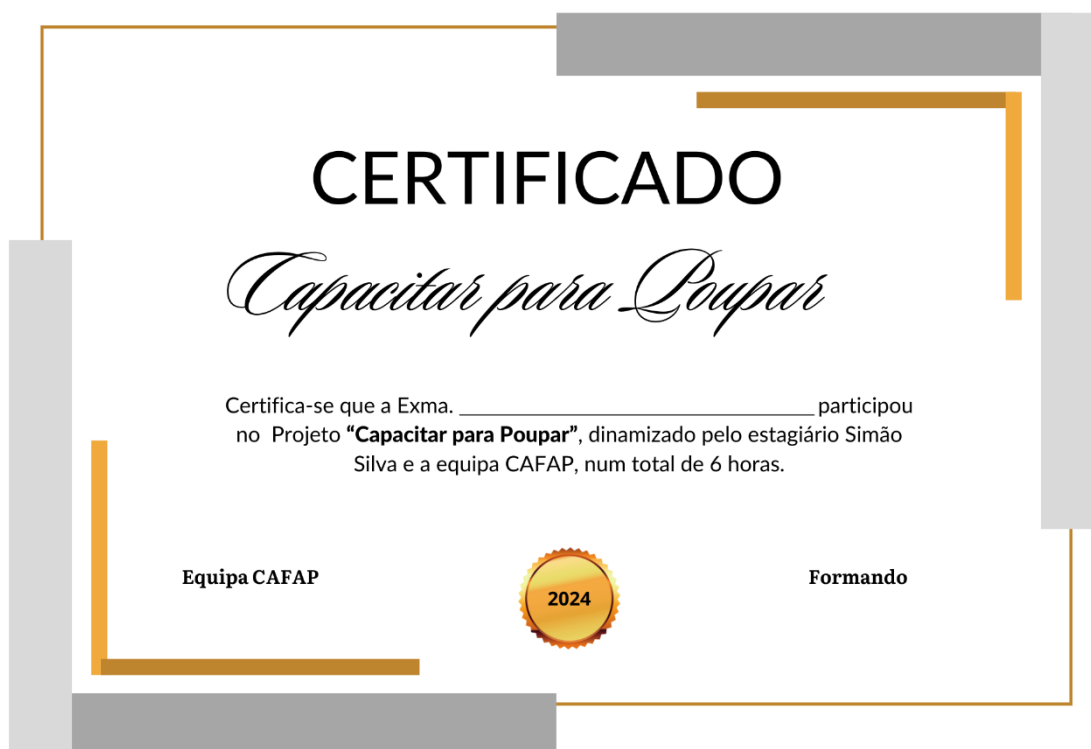 CERTIFICADO
Capacitar para Poupar
Certifica-se que a Exma. ________________________________ participou
no Projeto “Capacitar para Poupar”, dinamizado pelo estagiário Simão
Silva e a equipa CAFAP, num total de 6 horas.
Equipa CAFAP
2024
Formando